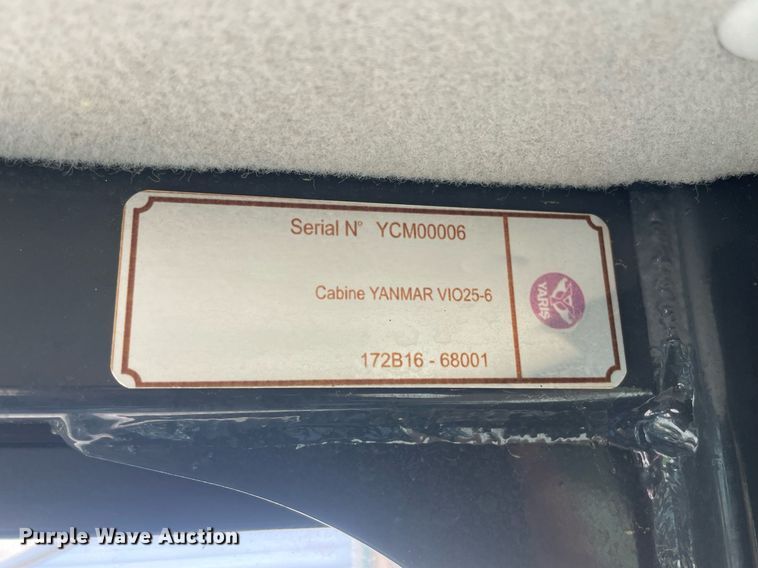 Serial N° YCM00006
Cabine YANMAR VIO25-6
172B16 - 68001
YARIS
Purple Wave Auction